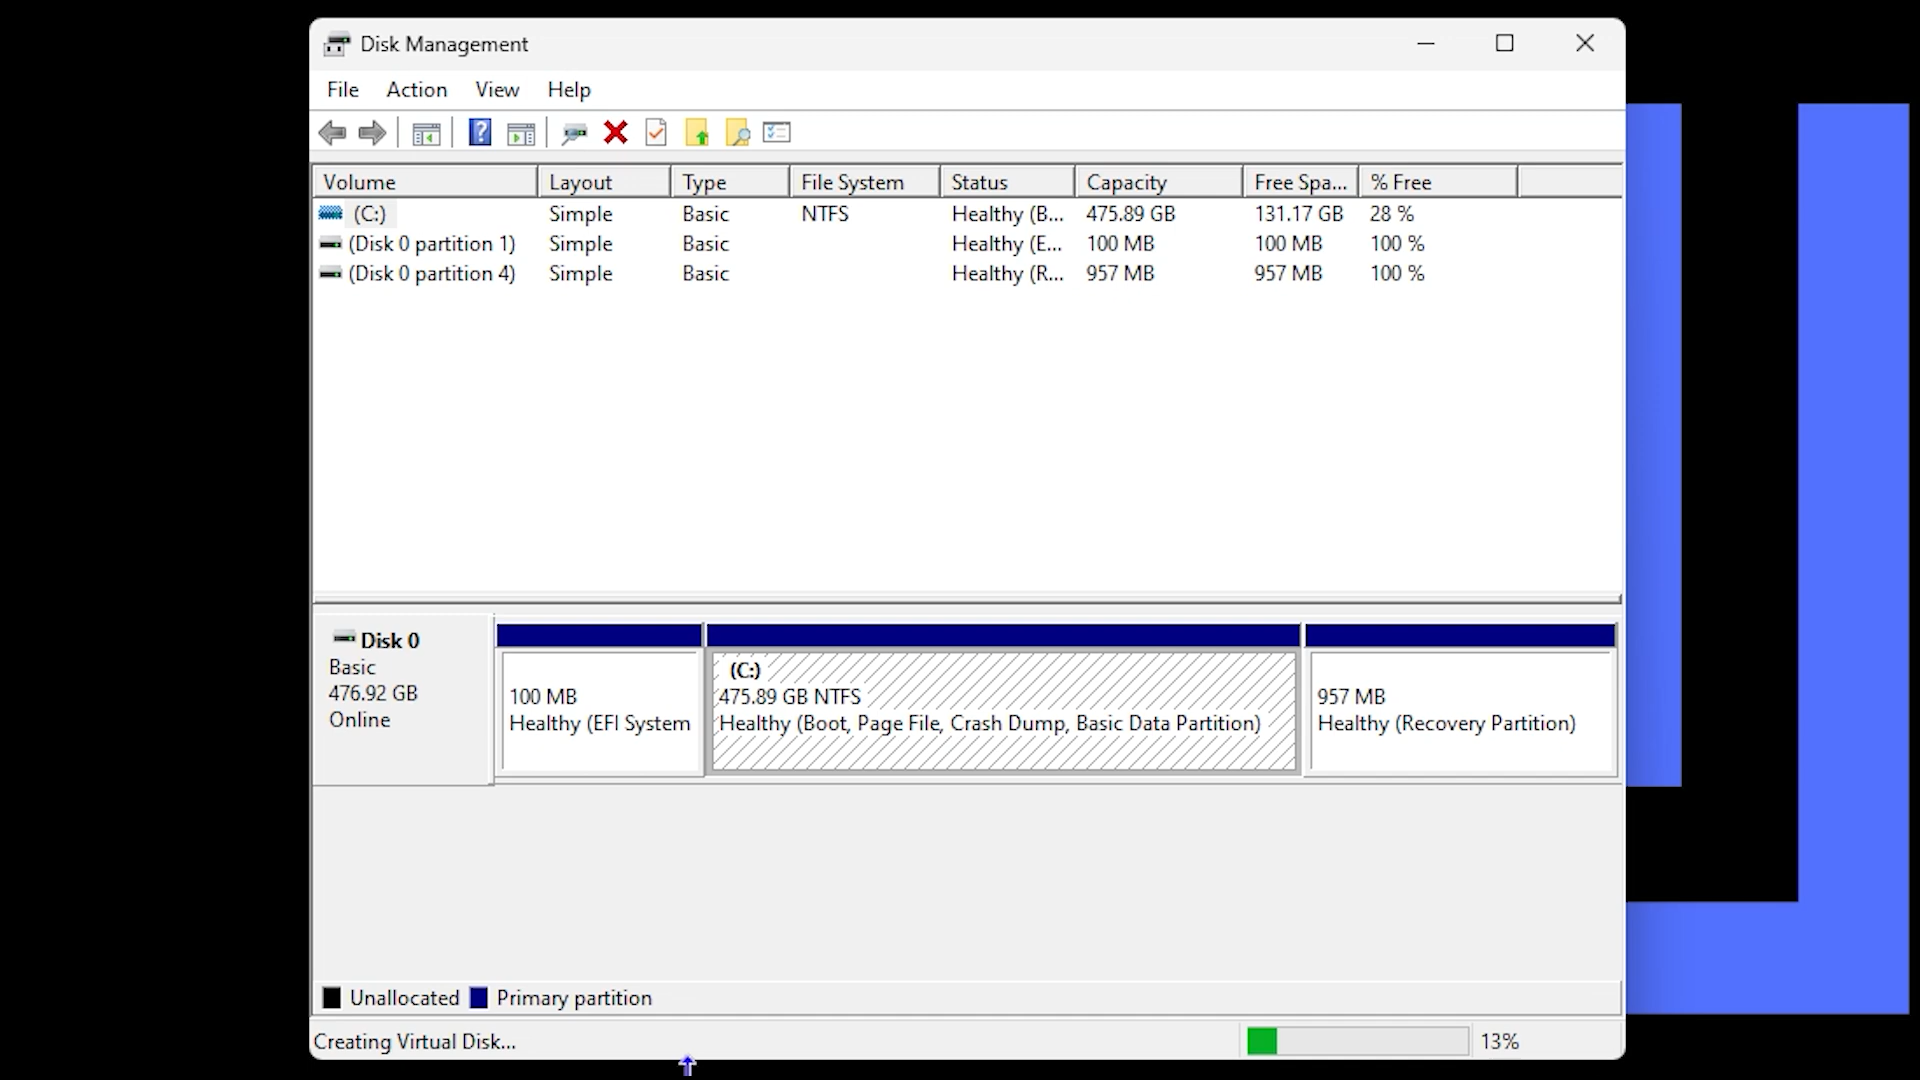 Disk Management
File Action View Help
Volume Layout Type File System Status Capacity Free Spa... % Free
(C:) Simple Basic NTFS Healthy (B... 475.89 GB 131.17 GB 28 %
(Disk 0 partition 1) Simple Basic Healthy (E... 100 MB 100 MB 100 %
(Disk 0 partition 4) Simple Basic Healthy (R... 957 MB 957 MB 100 %
Disk 0
Basic
476.92 GB
Online
100 MB
Healthy (EFI System
(C:)
475.89 GB NTFS
Healthy (Boot, Page File, Crash Dump, Basic Data Partition)
957 MB
Healthy (Recovery Partition)
Unallocated Primary partition
Creating Virtual Disk... 13%